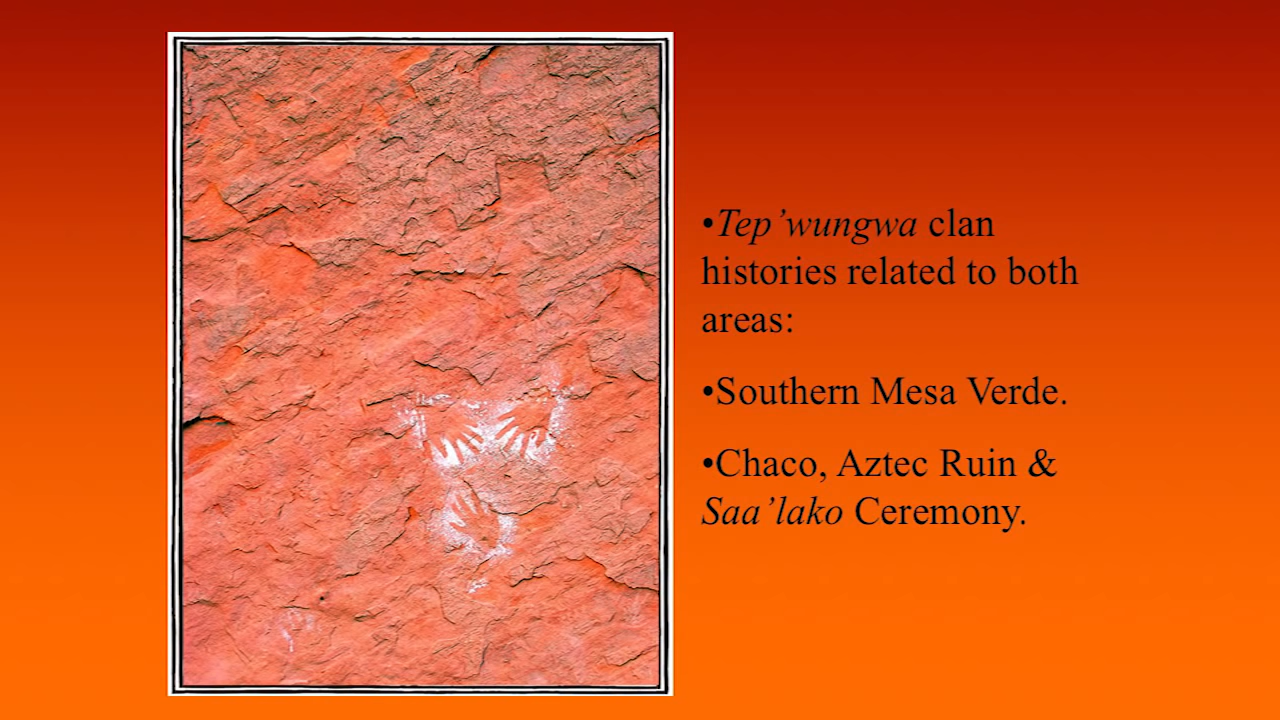 •Tep’wungwa clan
histories related to both
areas:
•Southern Mesa Verde.
•Chaco, Aztec Ruin &
Saa’lako Ceremony.